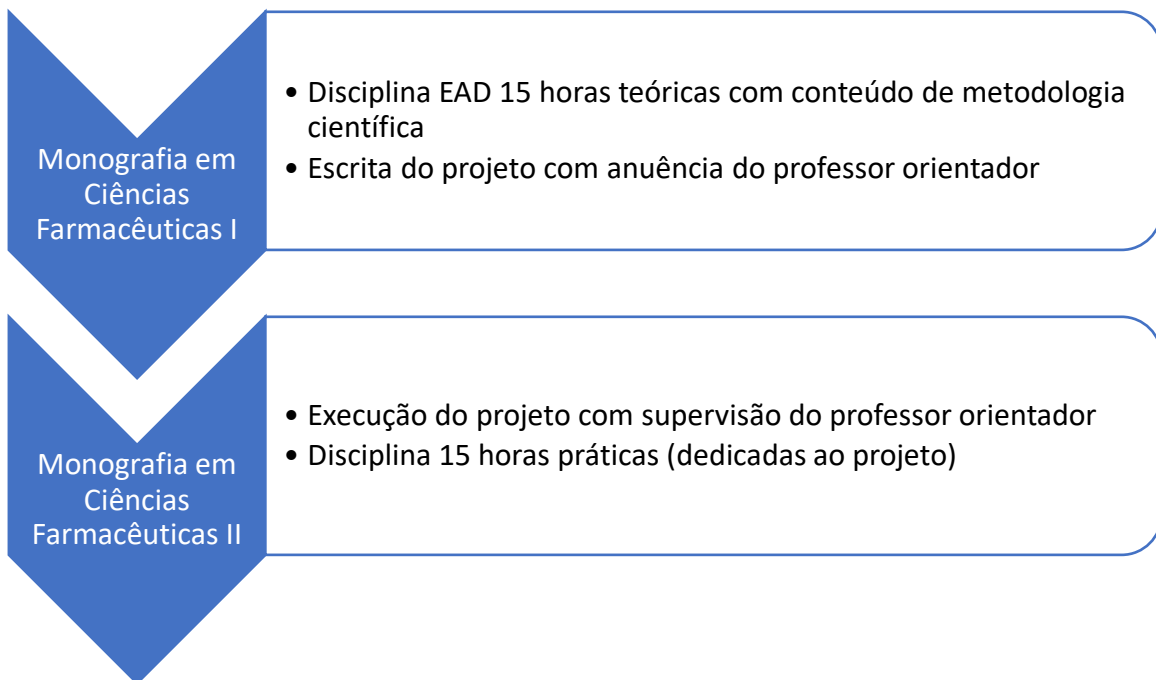 Monografia em
Ciências
Farmacêuticas I
• Disciplina EAD 15 horas teóricas com conteúdo de metodologia
científica
• Escrita do projeto com anuência do professor orientador
Monografia em
Ciências
Farmacêuticas II
• Execução do projeto com supervisão do professor orientador
• Disciplina 15 horas práticas (dedicadas ao projeto)